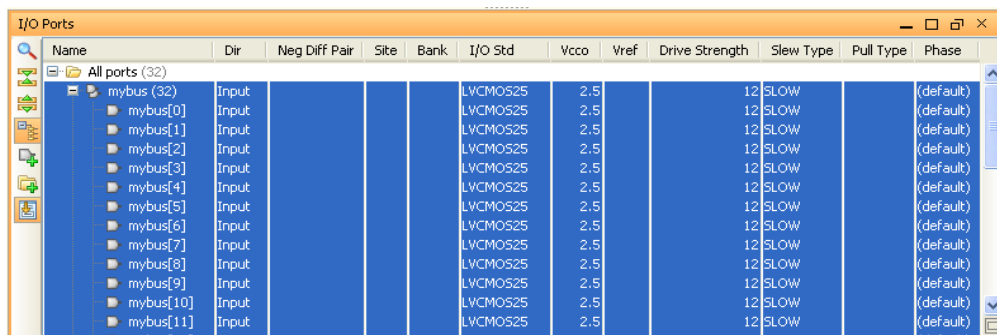 I/O Ports
Name Dir Neg Diff Pair Site Bank I/O Std Vcco Vref Drive Strength Slew Type Pull Type Phase
All ports (32)
mybus (32) Input LVCMOS25 2.5 12 SLOW (default)
mybus[0] Input LVCMOS25 2.5 12 SLOW (default)
mybus[1] Input LVCMOS25 2.5 12 SLOW (default)
mybus[2] Input LVCMOS25 2.5 12 SLOW (default)
mybus[3] Input LVCMOS25 2.5 12 SLOW (default)
mybus[4] Input LVCMOS25 2.5 12 SLOW (default)
mybus[5] Input LVCMOS25 2.5 12 SLOW (default)
mybus[6] Input LVCMOS25 2.5 12 SLOW (default)
mybus[7] Input LVCMOS25 2.5 12 SLOW (default)
mybus[8] Input LVCMOS25 2.5 12 SLOW (default)
mybus[9] Input LVCMOS25 2.5 12 SLOW (default)
mybus[10] Input LVCMOS25 2.5 12 SLOW (default)
mybus[11] Input LVCMOS25 2.5 12 SLOW (default)